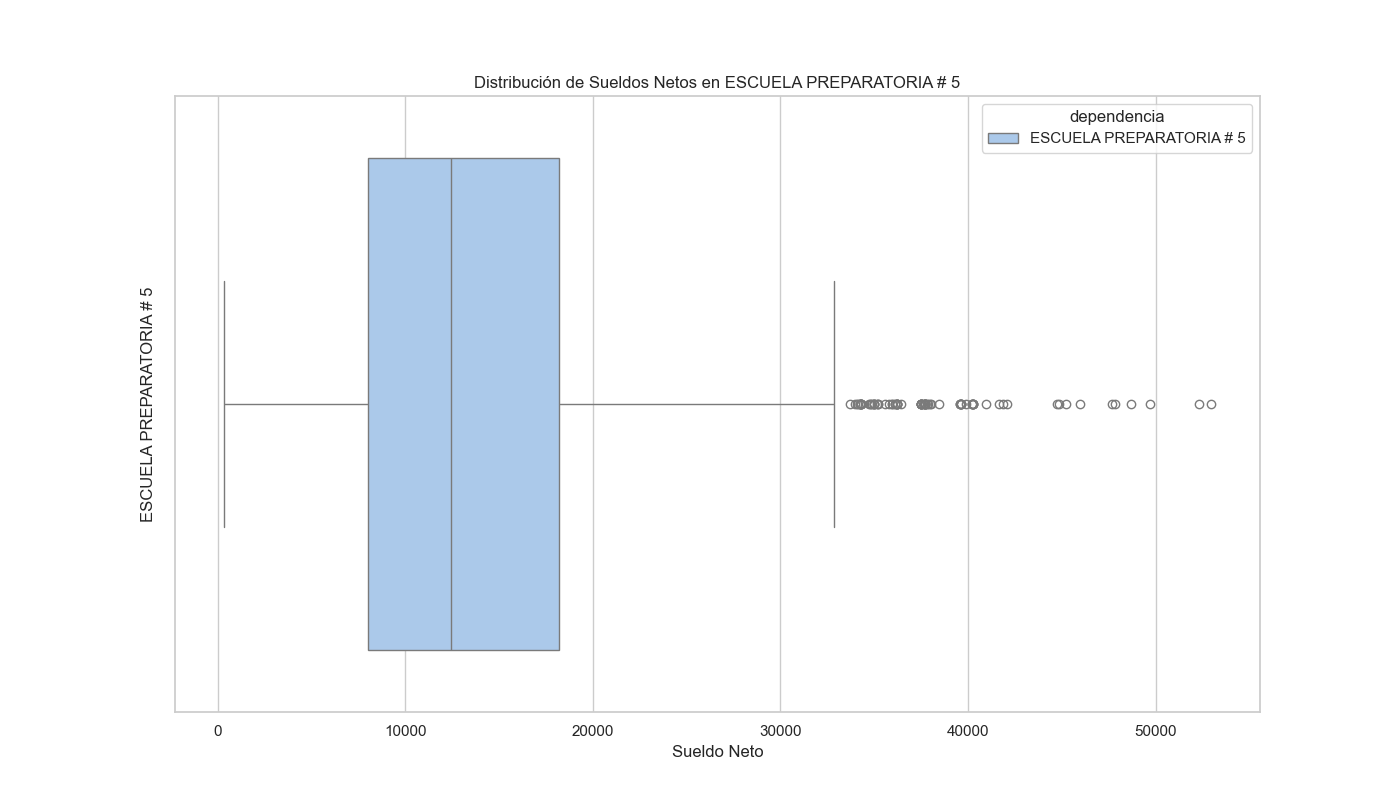 Distribución de Sueldos Netos en ESCUELA PREPARATORIA # 5
dependencia
ESCUELA PREPARATORIA # 5
ESCUELA PREPARATORIA # 5
0
10000
20000
30000
40000
50000
Sueldo Neto